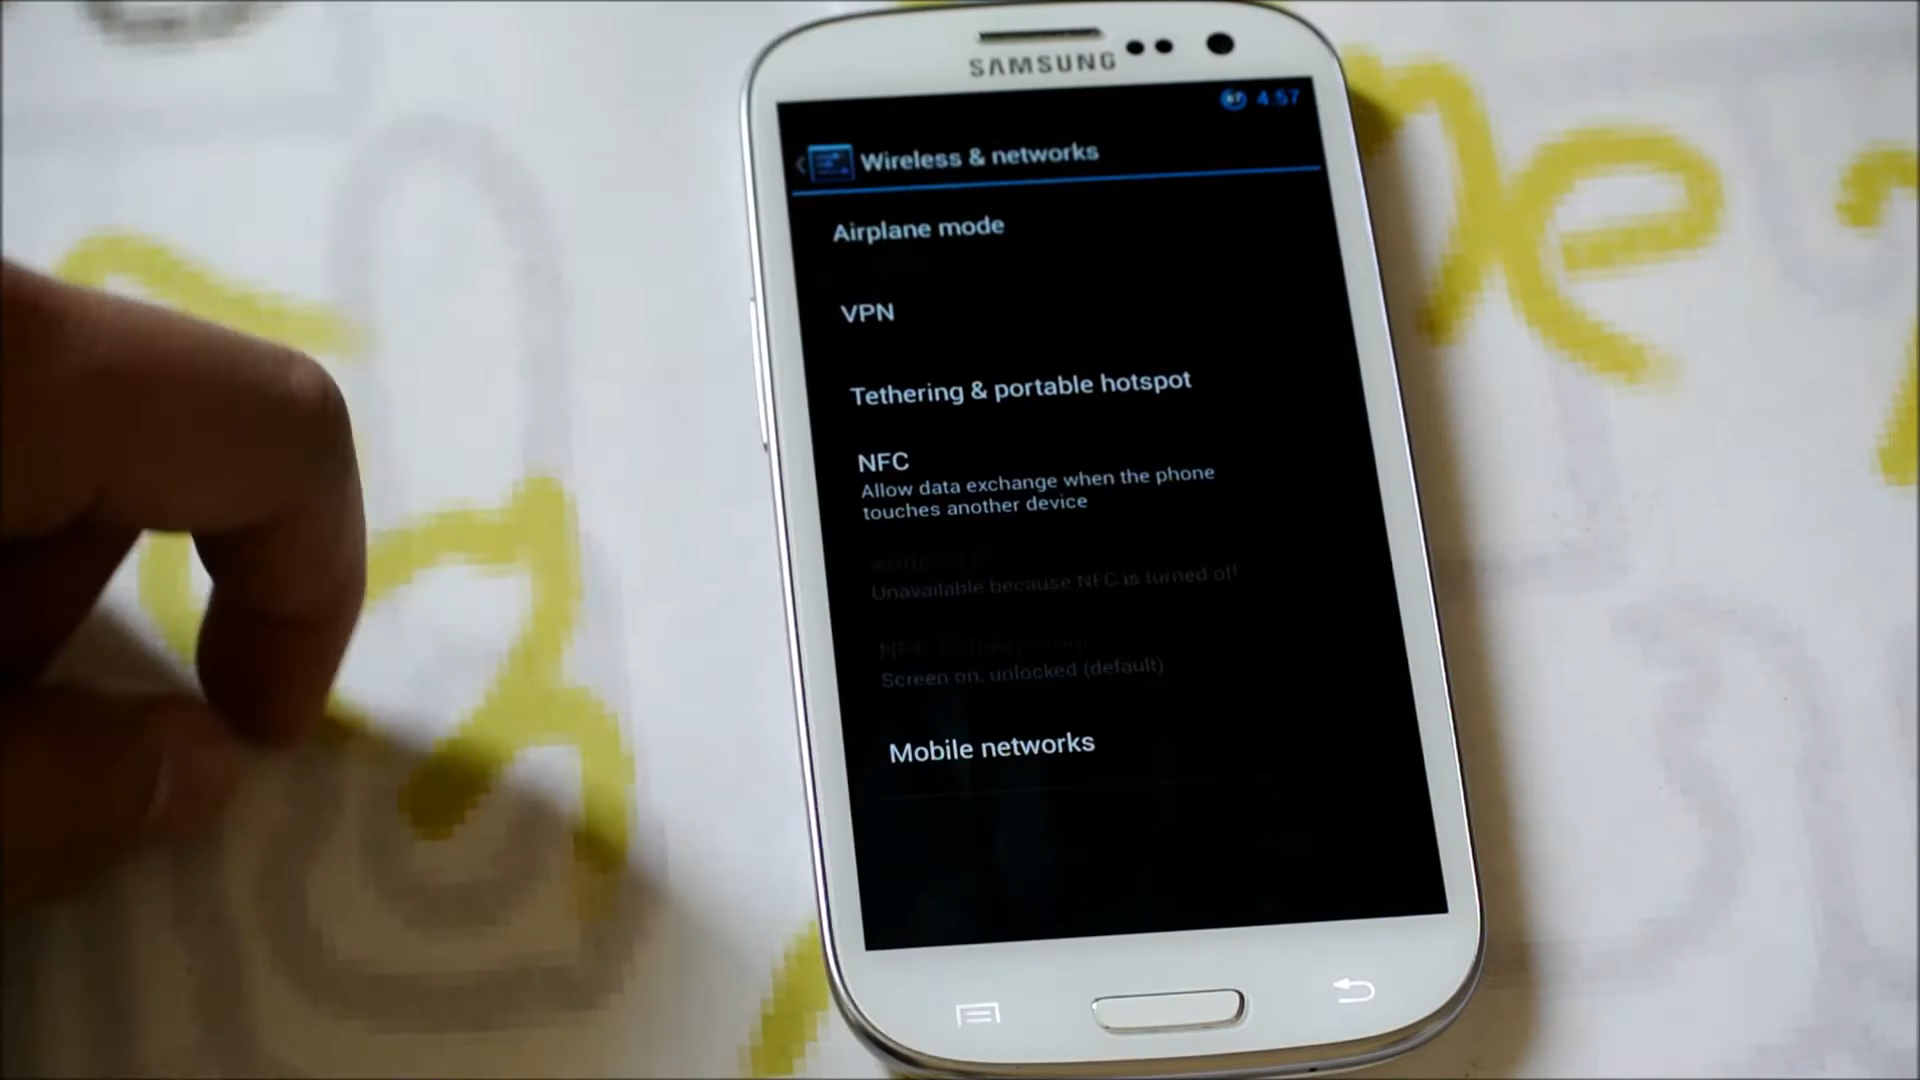 SAMSUNG
4:57
Wireless & networks
Airplane mode
VPN
Tethering & portable hotspot
NFC
Allow data exchange when the phone
touches another device
Unavailable because NFC is turned off
NFC
Screen on, unlocked (default)
Mobile networks